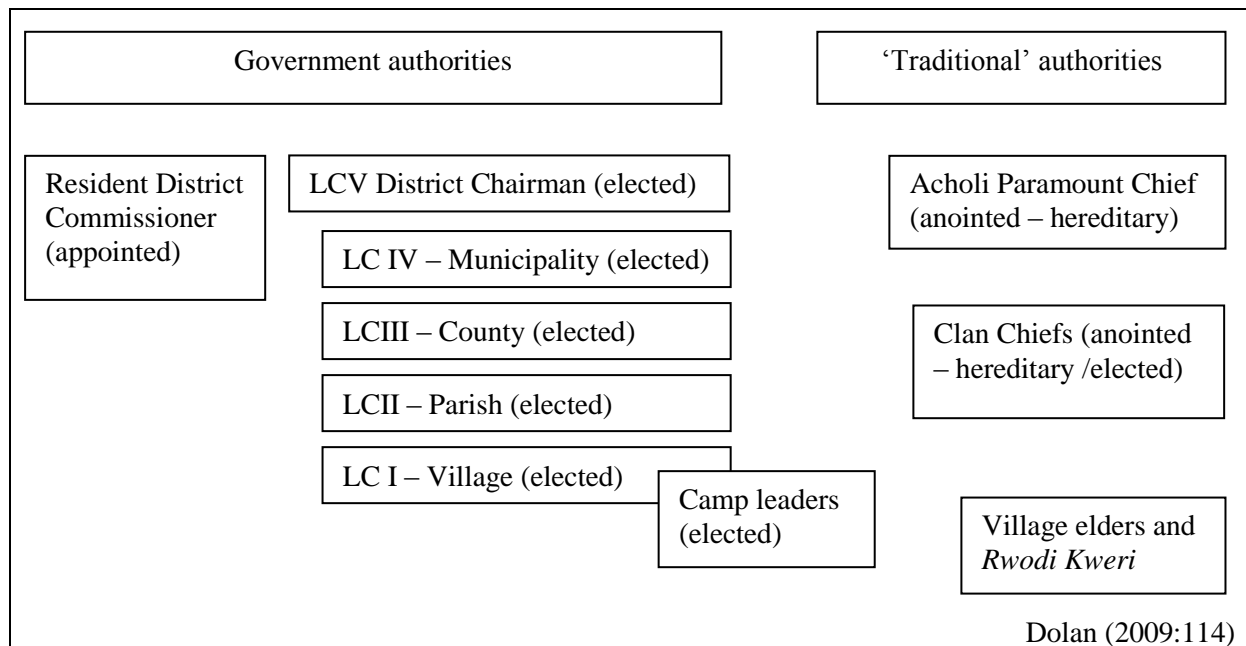 Government authorities
‘Traditional’ authorities
Resident District
Commissioner
(appointed)
LCV District Chairman (elected)
LC IV – Municipality (elected)
LCIII – County (elected)
LCII – Parish (elected)
LC I – Village (elected)
Camp leaders
(elected)
Acholi Paramount Chief
(anointed – hereditary)
Clan Chiefs (anointed
– hereditary /elected)
Village elders and
Rwodi Kweri
Dolan (2009:114)